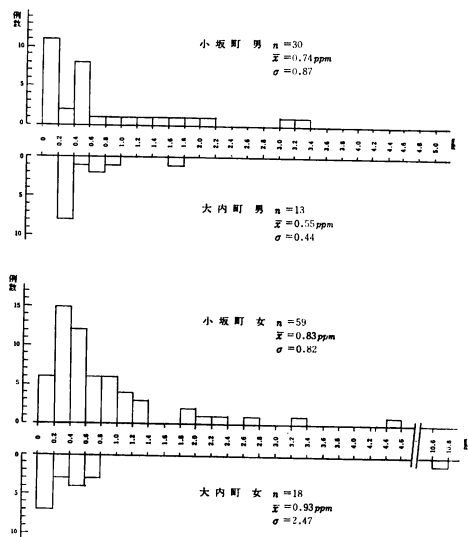 例数
10
5
0
小坂町 男 n=30
x̄=0.74ppm
σ=0.87
0 0.2 0.4 0.6 0.8 1.0 1.2 1.4 1.6 1.8 2.0 2.2 2.4 2.6 2.8 3.0 3.2 3.4 3.6 3.8 4.0 4.2 4.4 4.6 4.8 5.0 ppm
0
5
10
大内町 男 n=13
x̄=0.55ppm
σ=0.44
例数
15
10
5
0
小坂町 女 n=59
x̄=0.83ppm
σ=0.82
0 0.2 0.4 0.6 0.8 1.0 1.2 1.4 1.6 1.8 2.0 2.2 2.4 2.6 2.8 3.0 3.2 3.4 3.6 3.8 4.0 4.2 4.4 4.6 10.6 10.8 ppm
0
5
10
大内町 女 n=18
x̄=0.93ppm
σ=2.47